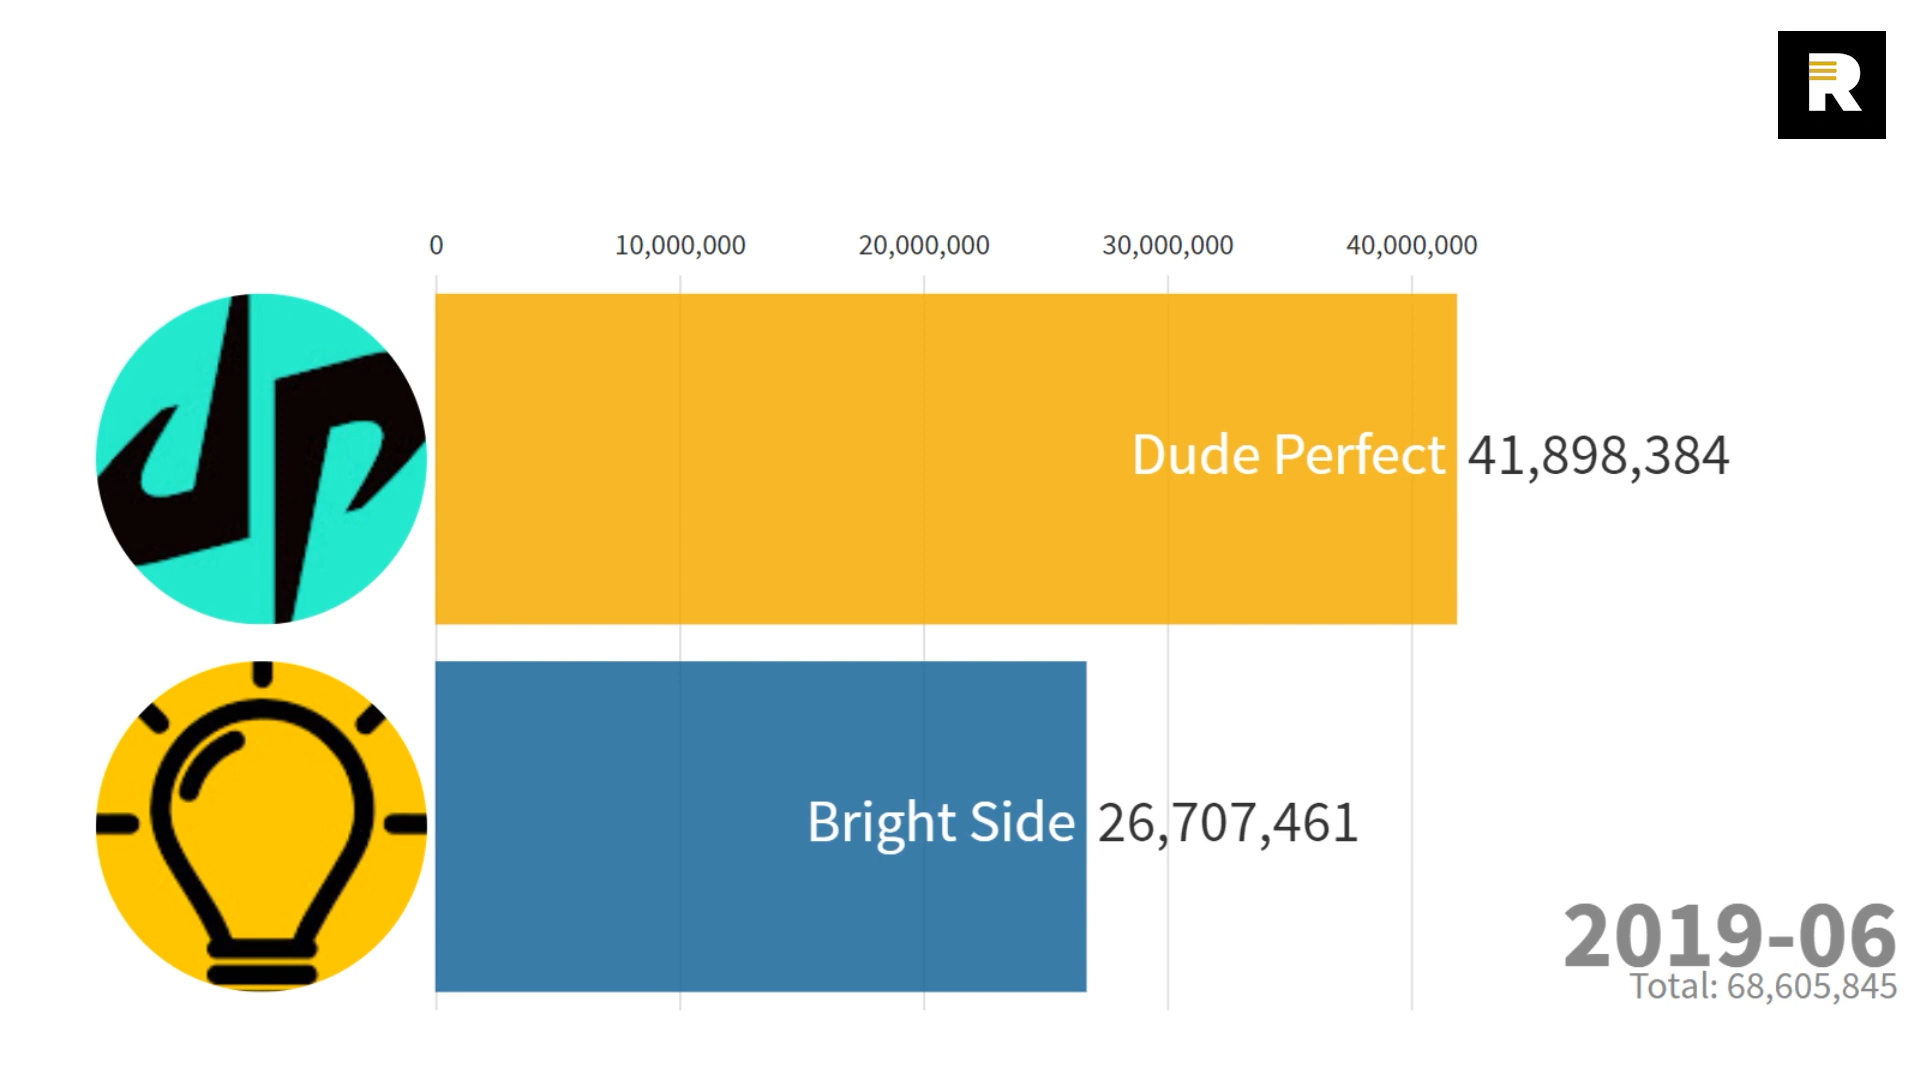 R
0 10,000,000 20,000,000 30,000,000 40,000,000
dp
Dude Perfect 41,898,384
Bright Side 26,707,461
2019-06
Total: 68,605,845